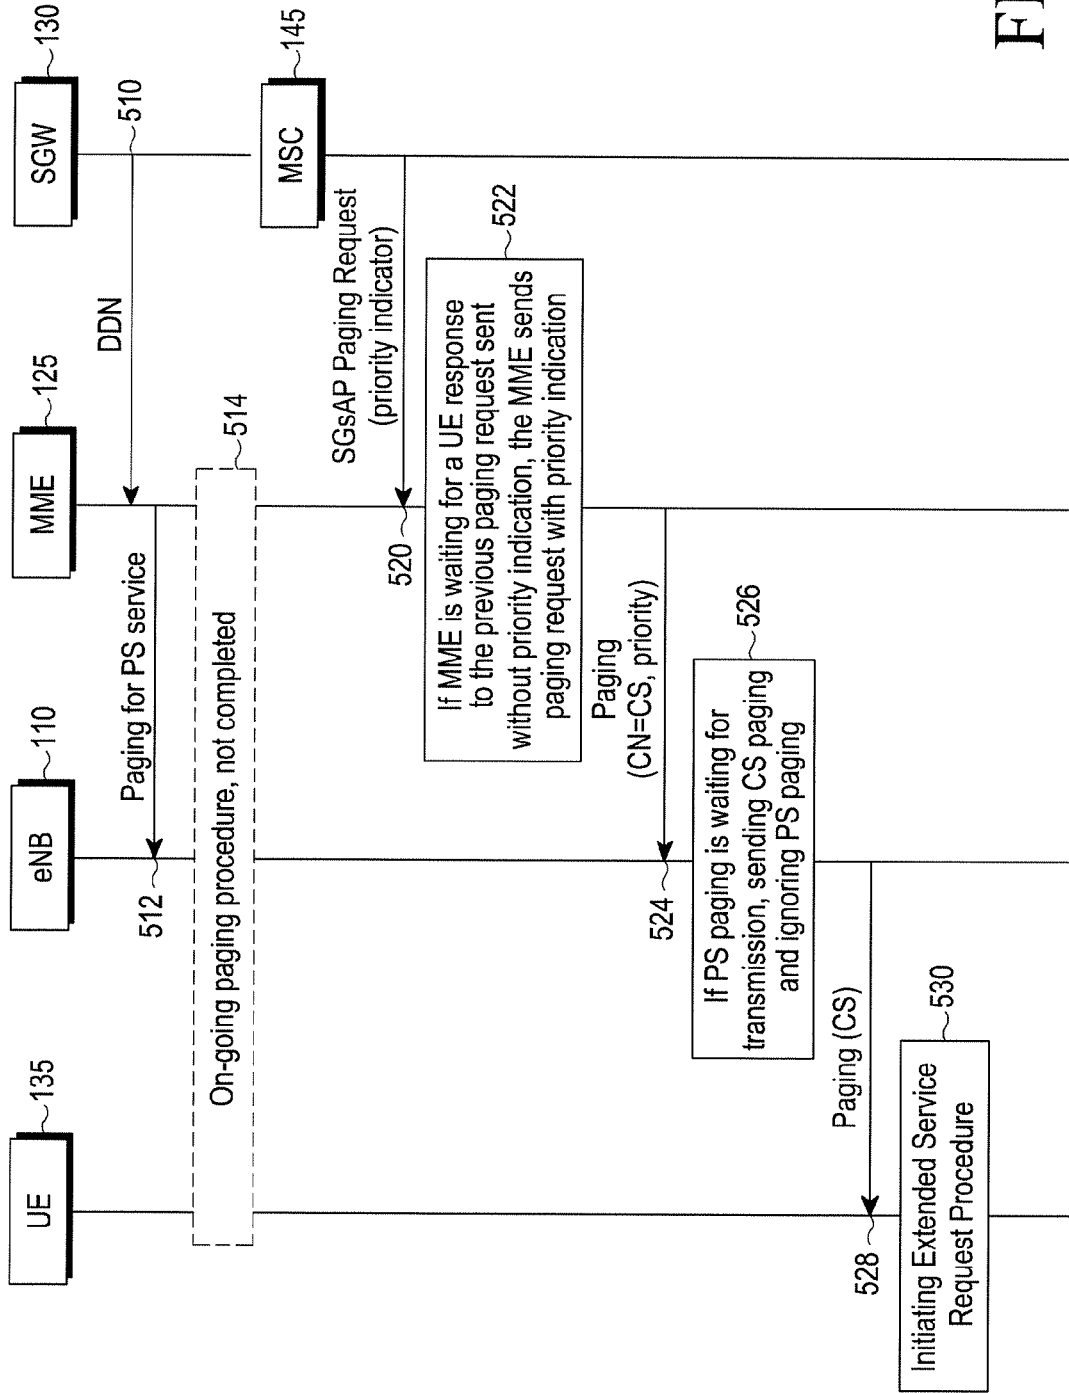 UE
135
eNB
110
MME
125
SGW
130
DDN
510
Paging for PS service
512
On-going paging procedure, not completed
514
MSC
145
SGsAP Paging Request
(priority indicator)
520
If MME is waiting for a UE response
to the previous paging request sent
without priority indication, the MME sends
paging request with priority indication
522
Paging
(CN=CS, priority)
524
If PS paging is waiting for
transmission, sending CS paging
and ignoring PS paging
526
Paging (CS)
528
Initiating Extended Service
Request Procedure
530